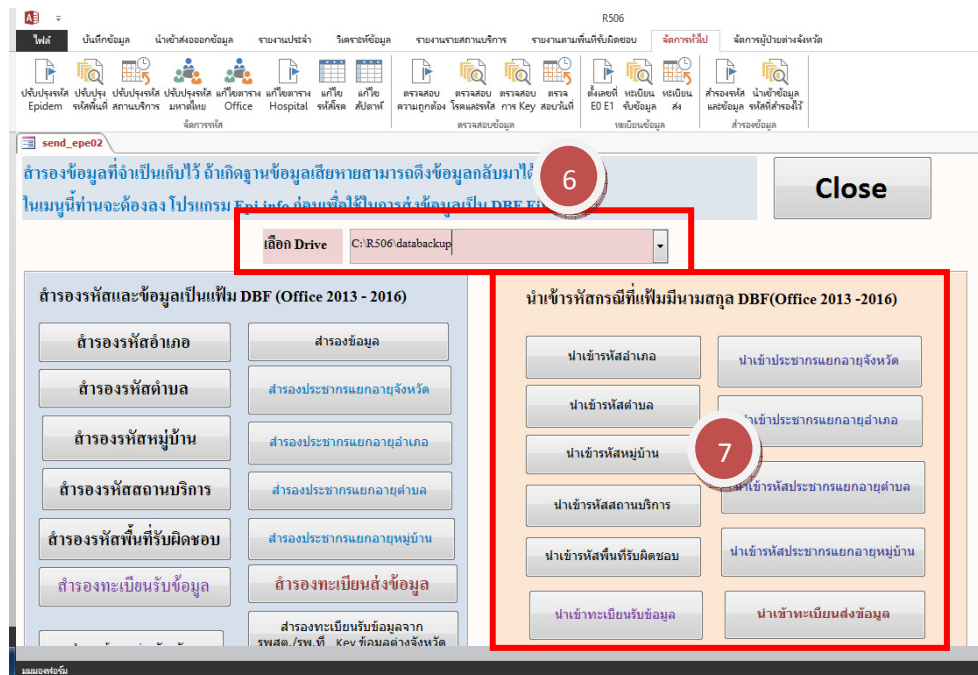 R506
ไฟล์ บันทึกข้อมูล นำเข้าส่งออกข้อมูล รายงานประจำ วิเคราะห์ข้อมูล รายงานรายสถานบริการ รายงานตามพื้นที่รับผิดชอบ จัดการทั่วไป จัดการผู้ป่วยต่างจังหวัด
ปรับปรุงรหัส ปรับปรุง ปรับปรุงรหัส ปรับปรุงรหัส แก้ไขตาราง แก้ไขตาราง แก้ไข แก้ไข ตรวจสอบ ตรวจสอบ ตรวจสอบ ตรวจ ตั้งเลขที่ ทะเบียน ทะเบียน สำรองรหัส นำเข้าข้อมูล
Epidem รหัสพื้นที่ สถานบริการ มหาดไทย Office Hospital รหัสโรค สัปดาห์ ความถูกต้อง โรคและรหัส การ Key สอบวันที่ E0 E1 รับข้อมูล ส่ง และข้อมูล รหัสที่สำรองไว้
จัดการรหัส ตรวจสอบข้อมูล ทะเบียนข้อมูล สำรองข้อมูล
send_epe02
สำรองข้อมูลที่จำเป็นเก็บไว้ ถ้าเกิดฐานข้อมูลเสียหายสามารถดึงข้อมูลกลับมาได้
ในเมนูนี้ท่านจะต้องลงโปรแกรม Epi info ก่อนเพื่อใช้ในการส่งข้อมูลเป็น DBF
6
Close
เลือก Drive C:\R506\databackup
สำรองรหัสและข้อมูลเป็นแฟ้ม DBF (Office 2013 - 2016)
สำรองรหัสอำเภอ สำรองข้อมูล
สำรองรหัสตำบล สำรองประชากรแยกอายุจังหวัด
สำรองรหัสหมู่บ้าน สำรองประชากรแยกอายุอำเภอ
สำรองรหัสสถานบริการ สำรองประชากรแยกอายุตำบล
สำรองรหัสพื้นที่รับผิดชอบ สำรองประชากรแยกอายุหมู่บ้าน
สำรองทะเบียนรับข้อมูล สำรองทะเบียนส่งข้อมูล
สำรองทะเบียนรับข้อมูลจาก
รพสต./รพ.ที่ Key ข้อมูลต่างจังหวัด
นำเข้ารหัสกรณีที่แฟ้มมีนามสกุล DBF(Office 2013 -2016)
นำเข้ารหัสอำเภอ นำเข้าประชากรแยกอายุจังหวัด
นำเข้ารหัสตำบล นำเข้าประชากรแยกอายุอำเภอ
นำเข้ารหัสหมู่บ้าน 7 นำเข้ารหัสประชากรแยกอายุตำบล
นำเข้ารหัสสถานบริการ
นำเข้ารหัสพื้นที่รับผิดชอบ นำเข้ารหัสประชากรแยกอายุหมู่บ้าน
นำเข้าทะเบียนรับข้อมูล นำเข้าทะเบียนส่งข้อมูล
มุมมองฟอร์ม